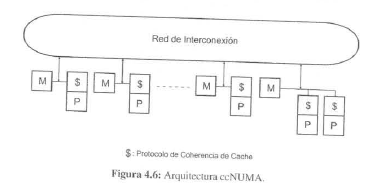 Red de Interconexión
M $ M $ M $ M $ $
P P P P P
$ : Protocolo de Coherencia de Cache
Figura 4.6: Arquitectura ccNUMA.